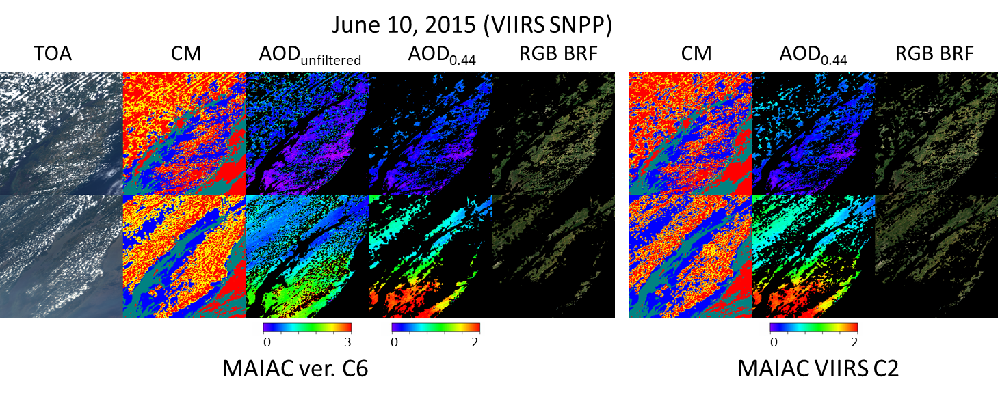 June 10, 2015 (VIIRS SNPP)
TOA CM AODunfiltered AOD0.44 RGB BRF CM AOD0.44 RGB BRF
0 3 0 2 0 2
MAIAC ver. C6 MAIAC VIIRS C2